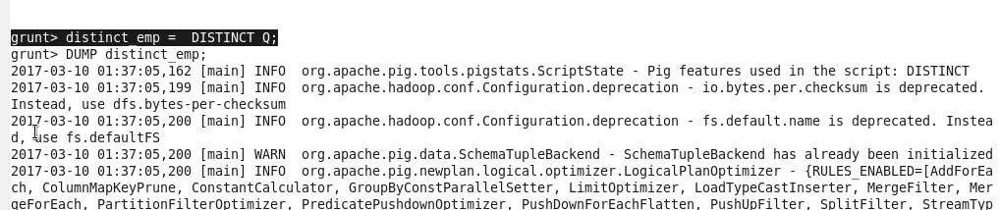 grunt> distinct_emp =  DISTINCT Q;
grunt> DUMP distinct_emp;
2017-03-10 01:37:05,162 [main] INFO  org.apache.pig.tools.pigstats.ScriptState - Pig features used in the script: DISTINCT
2017-03-10 01:37:05,199 [main] INFO  org.apache.hadoop.conf.Configuration.deprecation - io.bytes.per.checksum is deprecated.
Instead, use dfs.bytes-per-checksum
2017-03-10 01:37:05,200 [main] INFO  org.apache.hadoop.conf.Configuration.deprecation - fs.default.name is deprecated. Instea
d, use fs.defaultFS
2017-03-10 01:37:05,200 [main] WARN  org.apache.pig.data.SchemaTupleBackend - SchemaTupleBackend has already been initialized
2017-03-10 01:37:05,200 [main] INFO  org.apache.pig.newplan.logical.optimizer.LogicalPlanOptimizer - {RULES_ENABLED=[AddForEa
ch, ColumnMapKeyPrune, ConstantCalculator, GroupByConstParallelSetter, LimitOptimizer, LoadTypeCastInserter, MergeFilter, Mer
geForEach, PartitionFilterOptimizer, PredicatePushdownOptimizer, PushDownForEachFlatten, PushUpFilter, SplitFilter, StreamTyp